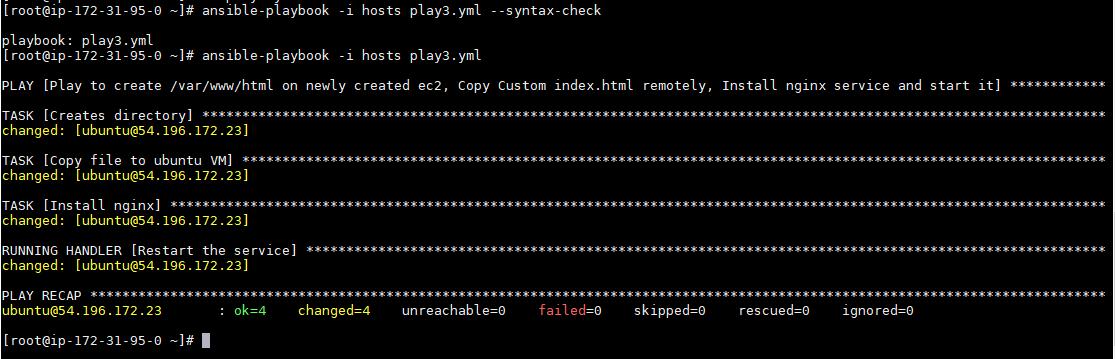 [root@ip-172-31-95-0 ~]# ansible-playbook -i hosts play3.yml --syntax-check
playbook: play3.yml
[root@ip-172-31-95-0 ~]# ansible-playbook -i hosts play3.yml
PLAY [Play to create /var/www/html on newly created ec2, Copy Custom index.html remotely, Install nginx service and start it] ************
TASK [Creates directory] *****************************************************************************************************************
changed: [ubuntu@54.196.172.23]
TASK [Copy file to ubuntu VM] ************************************************************************************************************
changed: [ubuntu@54.196.172.23]
TASK [Install nginx] *********************************************************************************************************************
changed: [ubuntu@54.196.172.23]
RUNNING HANDLER [Restart the service] ****************************************************************************************************
changed: [ubuntu@54.196.172.23]
PLAY RECAP *******************************************************************************************************************************
ubuntu@54.196.172.23       : ok=4    changed=4    unreachable=0    failed=0    skipped=0    rescued=0    ignored=0
[root@ip-172-31-95-0 ~]#